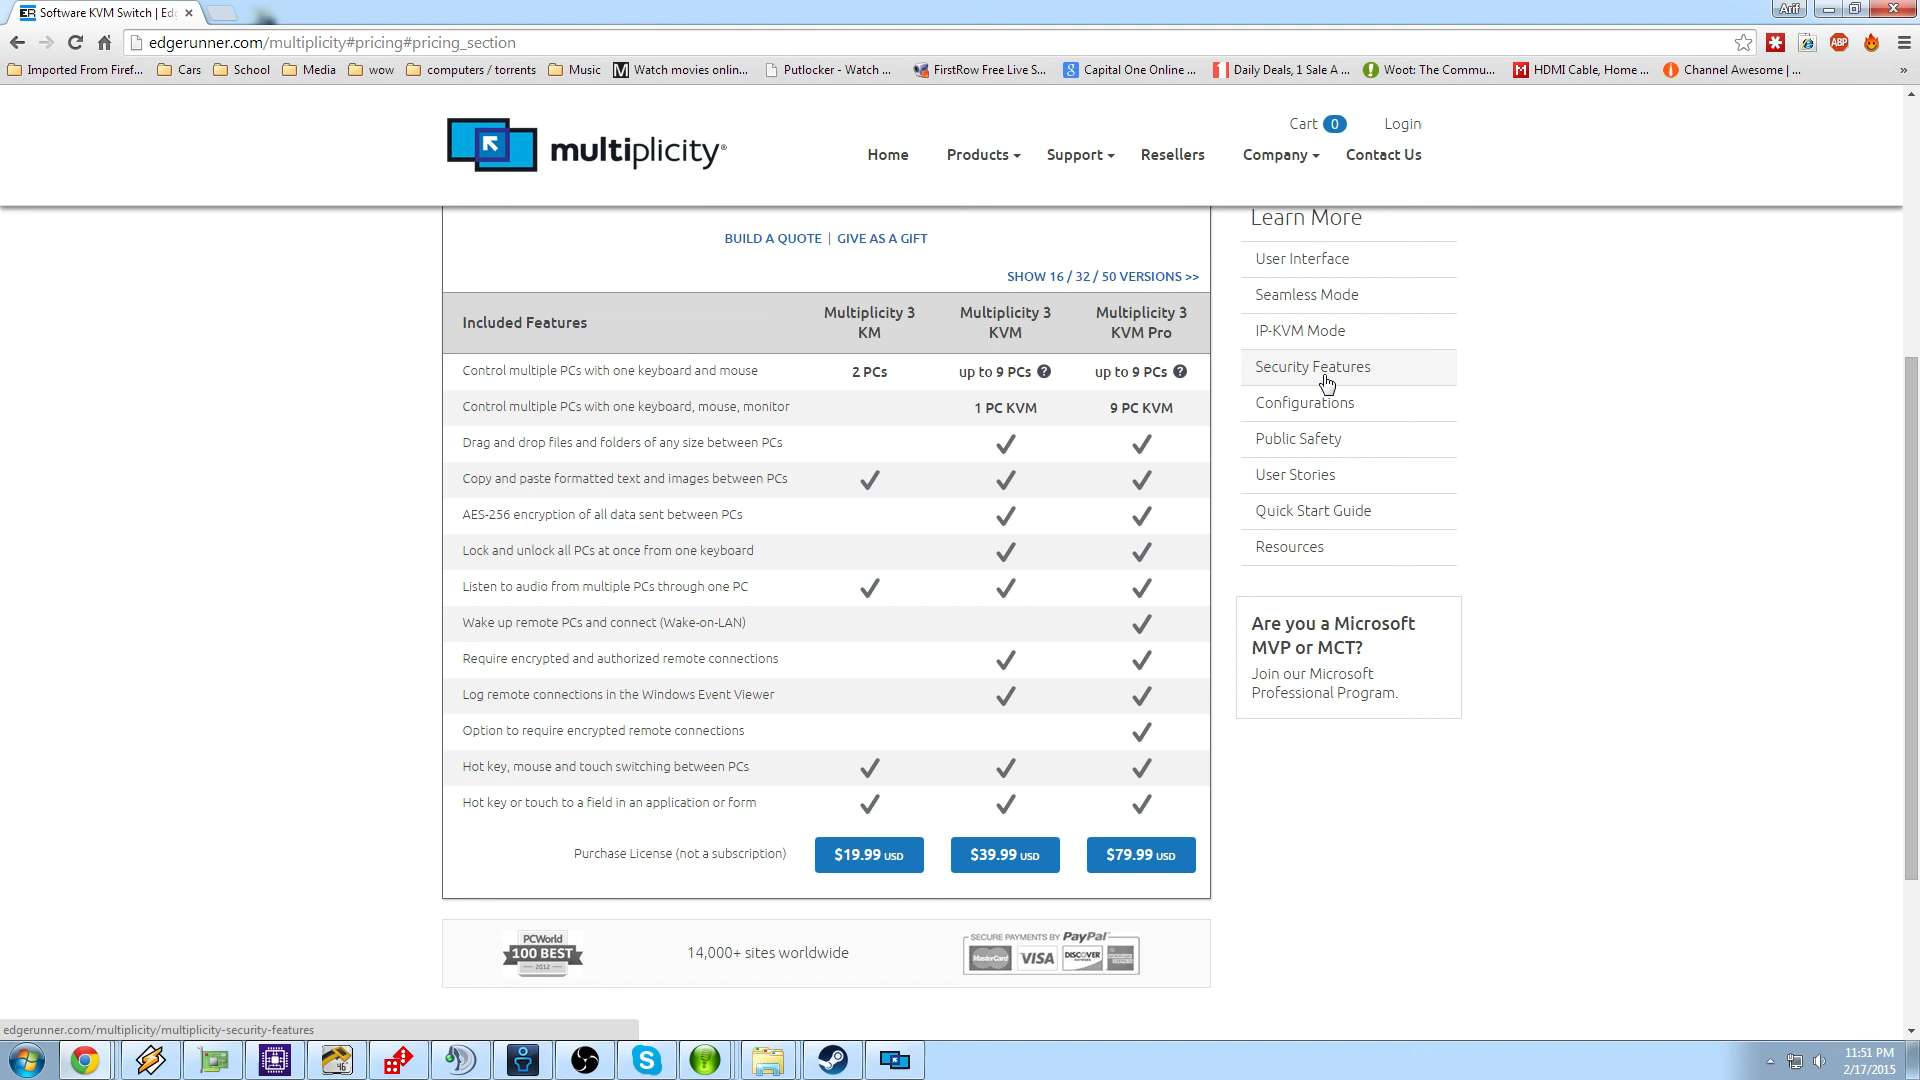 Software KVM Switch | Ed
Arif
edgerunner.com/multiplicity#pricing#pricing_section
ABP
Imported From Firef... Cars School Media wow computers / torrents Music Watch movies onlin... Putlocker - Watch ... FirstRow Free Live S... Capital One Online ... Daily Deals, 1 Sale A ... Woot: The Commu... HDMI Cable, Home ... Channel Awesome | ... »
Cart 0 Login
multiplicity®
Home Products Support Resellers Company Contact Us
Learn More
BUILD A QUOTE | GIVE AS A GIFT
User Interface
SHOW 16 / 32 / 50 VERSIONS >>
Seamless Mode
IP-KVM Mode
Security Features
Configurations
Public Safety
User Stories
Quick Start Guide
Resources
Included Features
Multiplicity 3
KM
Multiplicity 3
KVM
Multiplicity 3
KVM Pro
Control multiple PCs with one keyboard and mouse 2 PCs up to 9 PCs ? up to 9 PCs ?
Control multiple PCs with one keyboard, mouse, monitor 1 PC KVM 9 PC KVM
Drag and drop files and folders of any size between PCs
Copy and paste formatted text and images between PCs
AES-256 encryption of all data sent between PCs
Lock and unlock all PCs at once from one keyboard
Listen to audio from multiple PCs through one PC
Wake up remote PCs and connect (Wake-on-LAN)
Require encrypted and authorized remote connections
Log remote connections in the Windows Event Viewer
Option to require encrypted remote connections
Hot key, mouse and touch switching between PCs
Hot key or touch to a field in an application or form
Purchase License (not a subscription) $19.99 USD $39.99 USD $79.99 USD
Are you a Microsoft
MVP or MCT?
Join our Microsoft
Professional Program.
PCWorld
100 BEST
2012
14,000+ sites worldwide
SECURE PAYMENTS BY PayPal
MasterCard VISA DISCOVER
edgerunner.com/multiplicity/multiplicity-security-features
46°
11:51 PM
2/17/2015